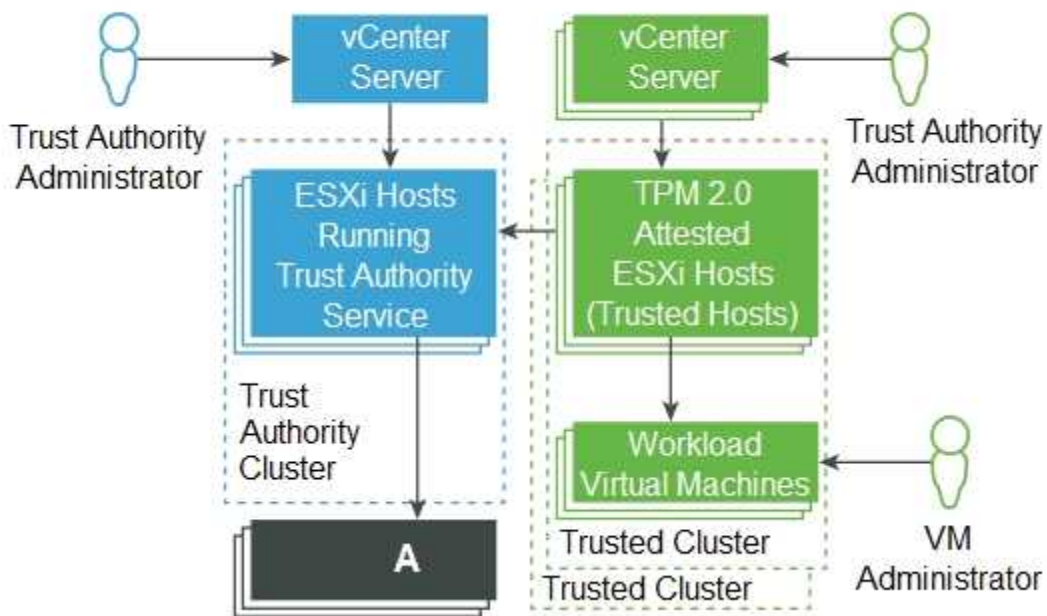 vCenter
Server
vCenter
Server
Trust Authority
Administrator
Trust Authority
Administrator
ESXi Hosts
Running
Trust Authority
Service
TPM 2.0
Attested
ESXi Hosts
(Trusted Hosts)
Trust
Authority
Cluster
Workload
Virtual Machines
A
Trusted Cluster
Trusted Cluster
VM
Administrator